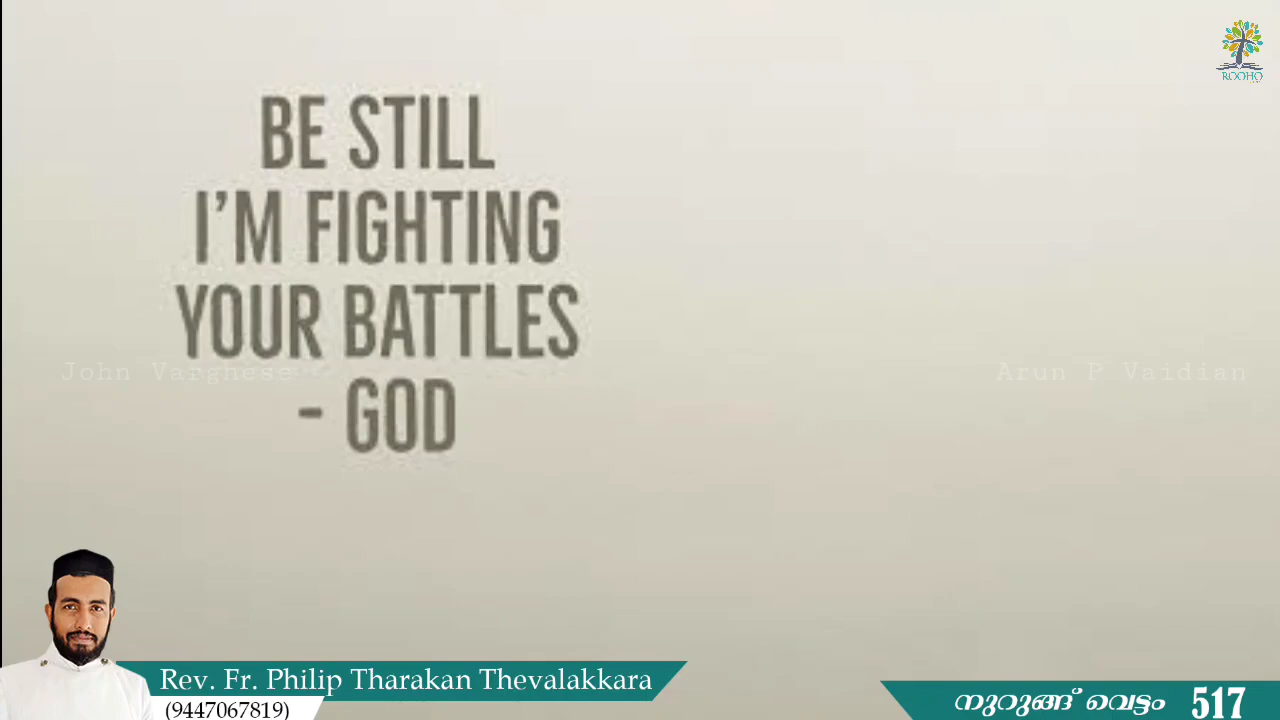 ROOHO
BE STILL
I'M FIGHTING
YOUR BATTLES
- GOD
John Varghese
Arun P Vaidian
Rev. Fr. Philip Tharakan Thevalakkara
(9447067819)
നുറുങ്ങ് വെട്ടം 517